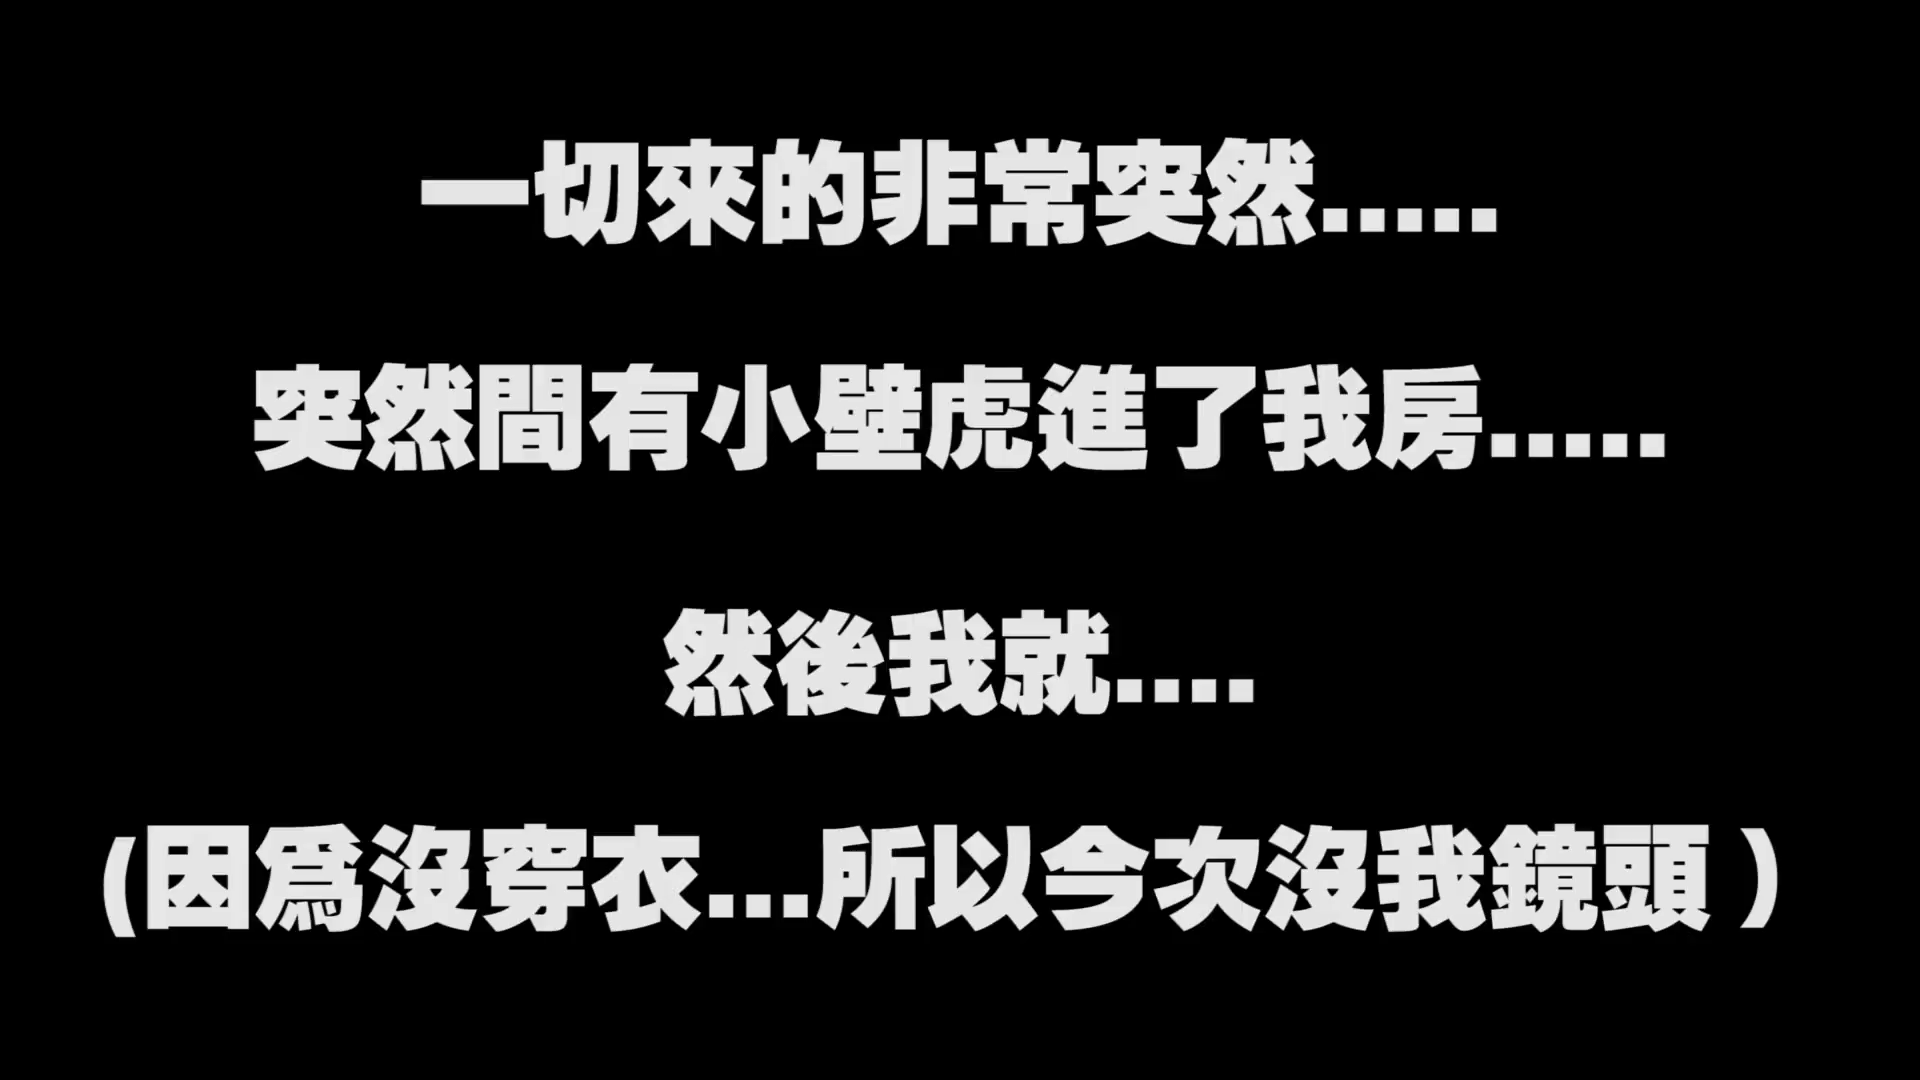 一切來的非常突然.....
突然間有小壁虎進了我房.....
然後我就....
(因爲沒穿衣...所以今次沒我鏡頭 )